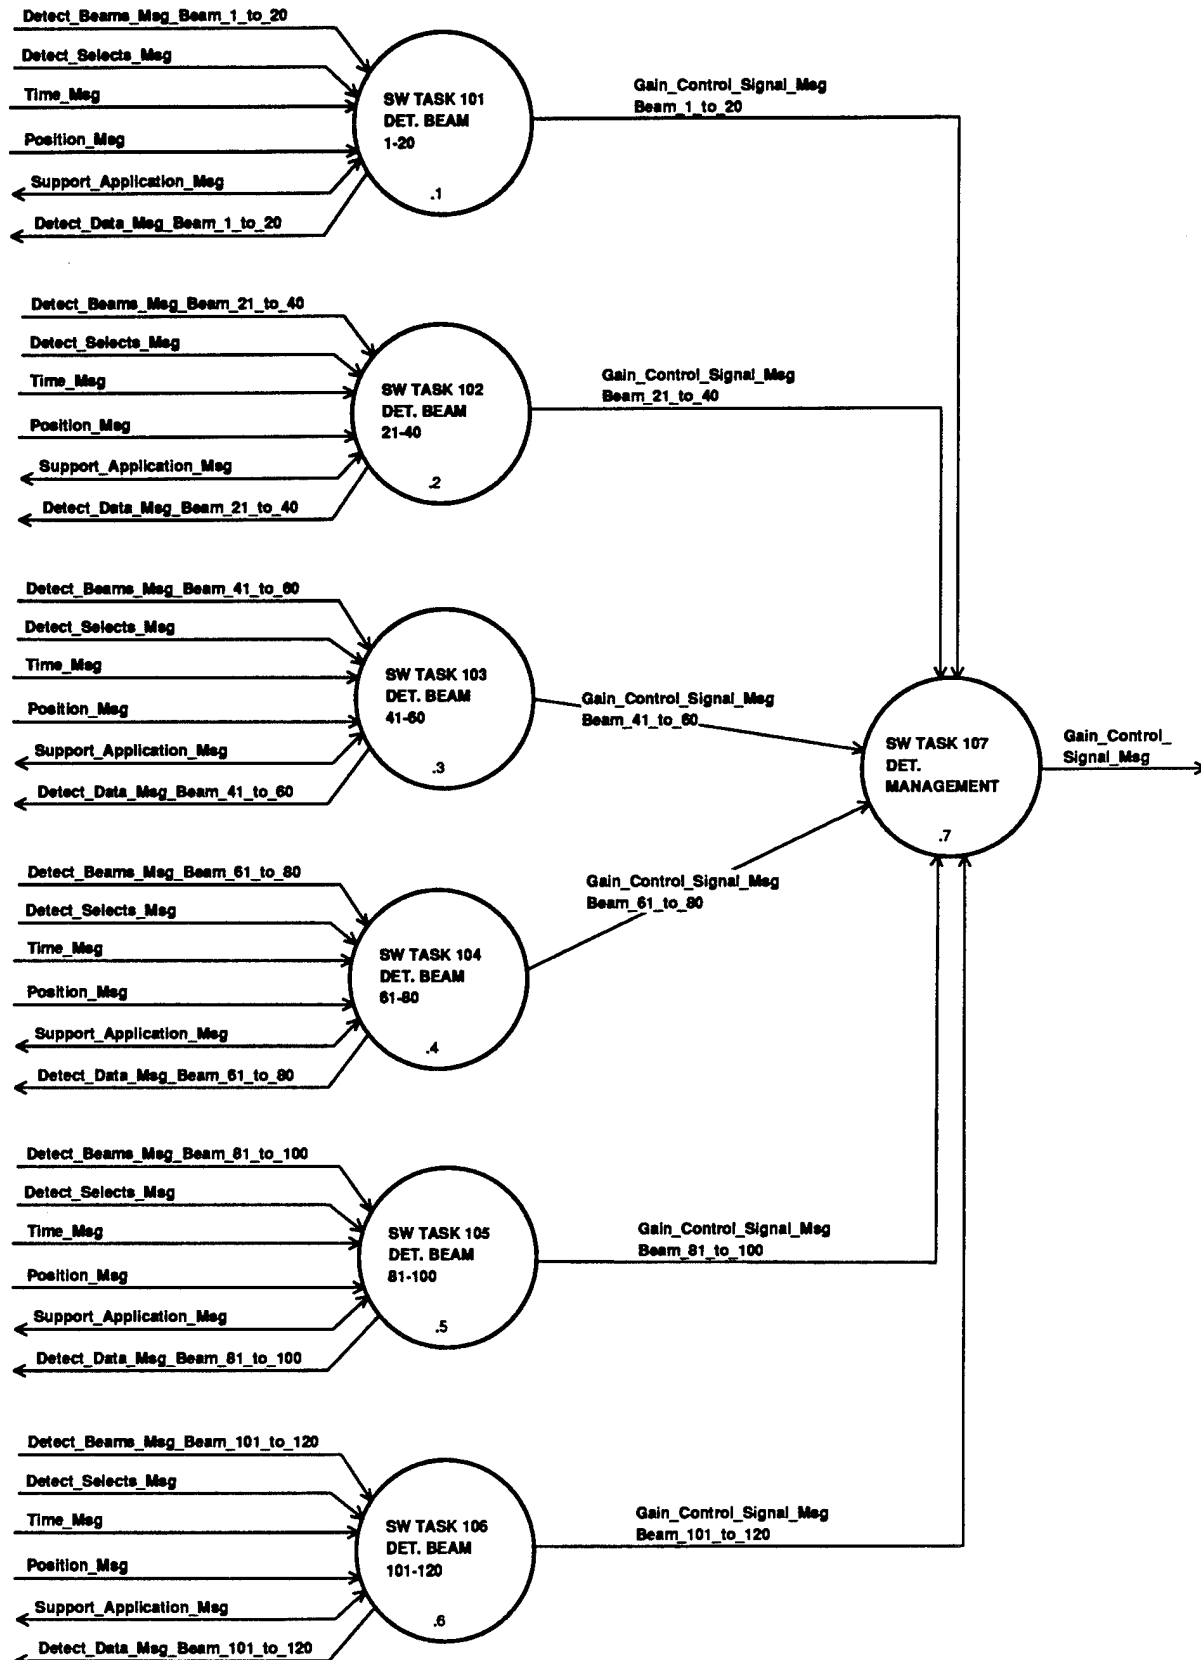 Detect_Beams_Msg_Beam_1_to_20
Detect_Selects_Msg
Time_Msg
Position_Msg
Support_Application_Msg
Detect_Data_Msg_Beam_1_to_20
SW TASK 101
DET. BEAM
1-20
.1
Gain_Control_Signal_Msg
Beam_1_to_20
Detect_Beams_Msg_Beam_21_to_40
Detect_Selects_Msg
Time_Msg
Position_Msg
Support_Application_Msg
Detect_Data_Msg_Beam_21_to_40
SW TASK 102
DET. BEAM
21-40
.2
Gain_Control_Signal_Msg
Beam_21_to_40
Detect_Beams_Msg_Beam_41_to_60
Detect_Selects_Msg
Time_Msg
Position_Msg
Support_Application_Msg
Detect_Data_Msg_Beam_41_to_60
SW TASK 103
DET. BEAM
41-60
.3
Gain_Control_Signal_Msg
Beam_41_to_60
SW TASK 107
DET.
MANAGEMENT
.7
Gain_Control_
Signal_Msg
Detect_Beams_Msg_Beam_61_to_80
Detect_Selects_Msg
Time_Msg
Position_Msg
Support_Application_Msg
Detect_Data_Msg_Beam_61_to_80
SW TASK 104
DET. BEAM
61-80
.4
Gain_Control_Signal_Msg
Beam_61_to_80
Detect_Beams_Msg_Beam_81_to_100
Detect_Selects_Msg
Time_Msg
Position_Msg
Support_Application_Msg
Detect_Data_Msg_Beam_81_to_100
SW TASK 105
DET. BEAM
81-100
.5
Gain_Control_Signal_Msg
Beam_81_to_100
Detect_Beams_Msg_Beam_101_to_120
Detect_Selects_Msg
Time_Msg
Position_Msg
Support_Application_Msg
Detect_Data_Msg_Beam_101_to_120
SW TASK 106
DET. BEAM
101-120
.6
Gain_Control_Signal_Msg
Beam_101_to_120